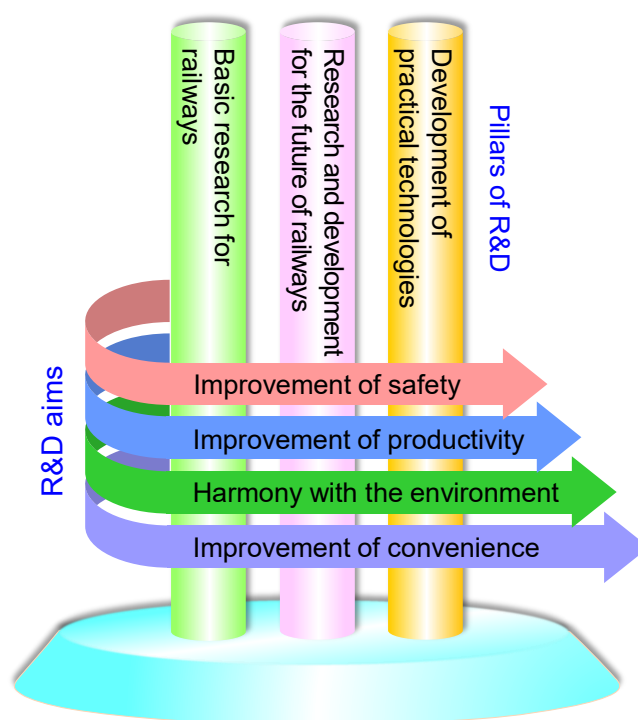 Basic research for
railways
Research and development
for the future of railways
Development of
practical technologies
Pillars of R&D
R&D aims
Improvement of safety
Improvement of productivity
Harmony with the environment
Improvement of convenience